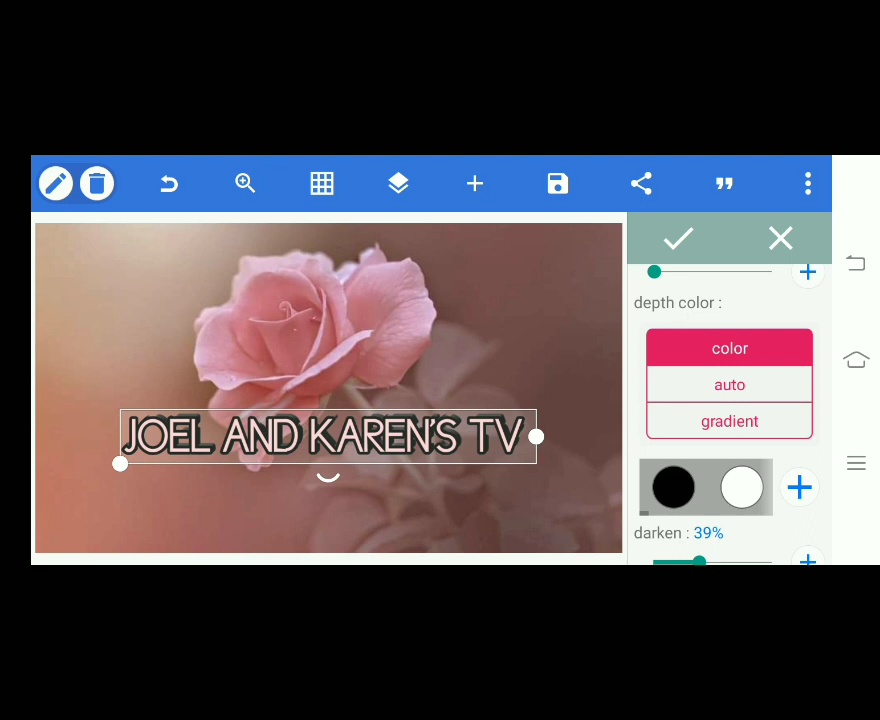 depth color :
color
auto
gradient
JOEL AND KAREN'S TV
darken : 39%